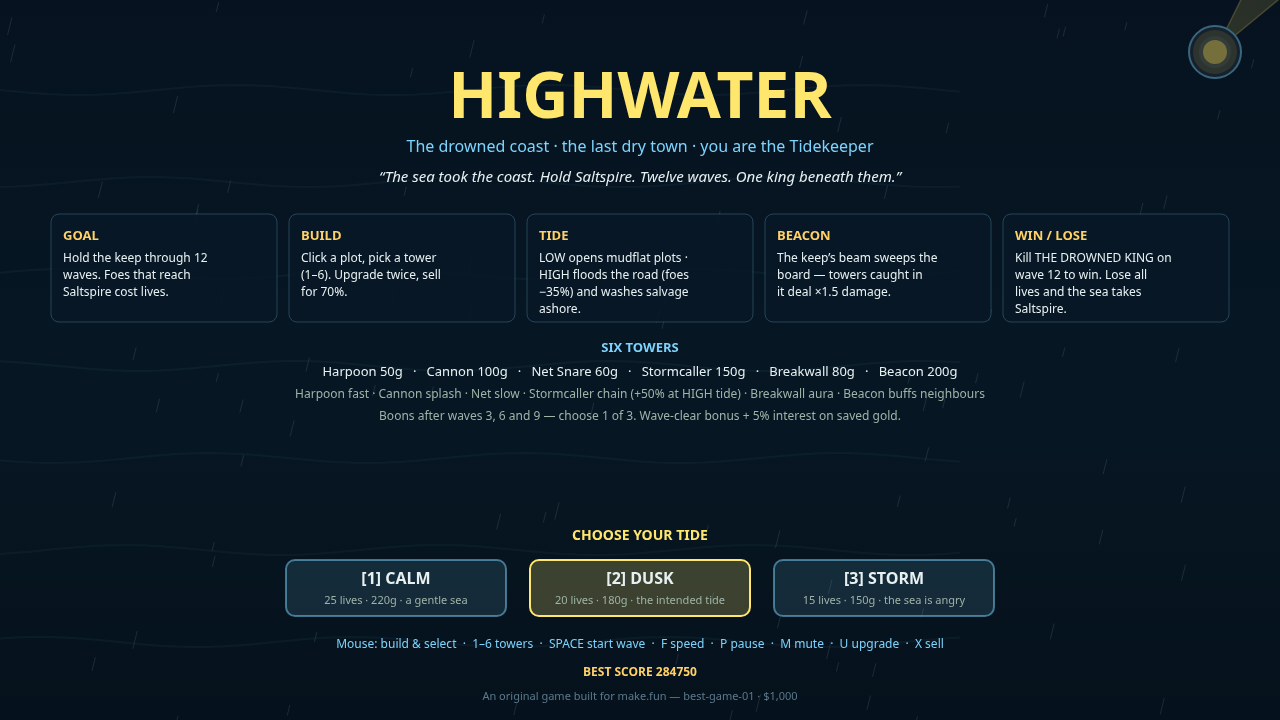 HIGHWATER
The drowned coast · the last dry town · you are the Tidekeeper
“The sea took the coast. Hold Saltspire. Twelve waves. One king beneath them.”
GOAL
Hold the keep through 12
waves. Foes that reach
Saltspire cost lives.
BUILD
Click a plot, pick a tower
(1–6). Upgrade twice, sell
for 70%.
TIDE
LOW opens mudflat plots ·
HIGH floods the road (foes
−35%) and washes salvage
ashore.
BEACON
The keep’s beam sweeps the
board — towers caught in
it deal ×1.5 damage.
WIN / LOSE
Kill THE DROWNED KING on
wave 12 to win. Lose all
lives and the sea takes
Saltspire.
SIX TOWERS
Harpoon 50g · Cannon 100g · Net Snare 60g · Stormcaller 150g · Breakwall 80g · Beacon 200g
Harpoon fast · Cannon splash · Net slow · Stormcaller chain (+50% at HIGH tide) · Breakwall aura · Beacon buffs neighbours
Boons after waves 3, 6 and 9 — choose 1 of 3. Wave-clear bonus + 5% interest on saved gold.
CHOOSE YOUR TIDE
[1] CALM
25 lives · 220g · a gentle sea
[2] DUSK
20 lives · 180g · the intended tide
[3] STORM
15 lives · 150g · the sea is angry
Mouse: build & select · 1–6 towers · SPACE start wave · F speed · P pause · M mute · U upgrade · X sell
BEST SCORE 284750
An original game built for make.fun — best-game-01 · $1,000